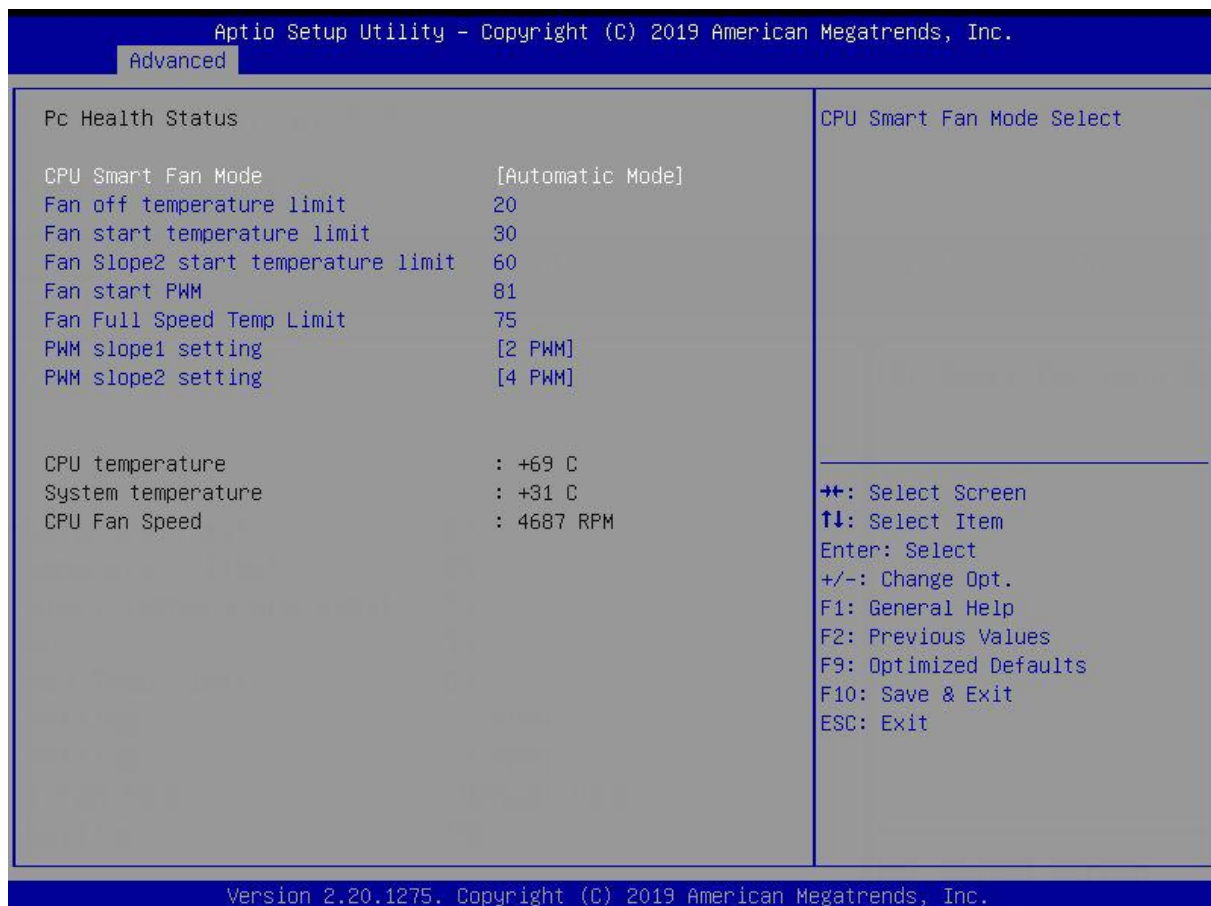 Aptio Setup Utility – Copyright (C) 2019 American Megatrends, Inc.
Advanced
Pc Health Status
CPU Smart Fan Mode [Automatic Mode]
Fan off temperature limit 20
Fan start temperature limit 30
Fan Slope2 start temperature limit 60
Fan start PWM 81
Fan Full Speed Temp Limit 75
PWM slope1 setting [2 PWM]
PWM slope2 setting [4 PWM]
CPU temperature : +69 C
System temperature : +31 C
CPU Fan Speed : 4687 RPM
CPU Smart Fan Mode Select
→←: Select Screen
↑↓: Select Item
Enter: Select
+/-: Change Opt.
F1: General Help
F2: Previous Values
F9: Optimized Defaults
F10: Save & Exit
ESC: Exit
Version 2.20.1275. Copyright (C) 2019 American Megatrends, Inc.